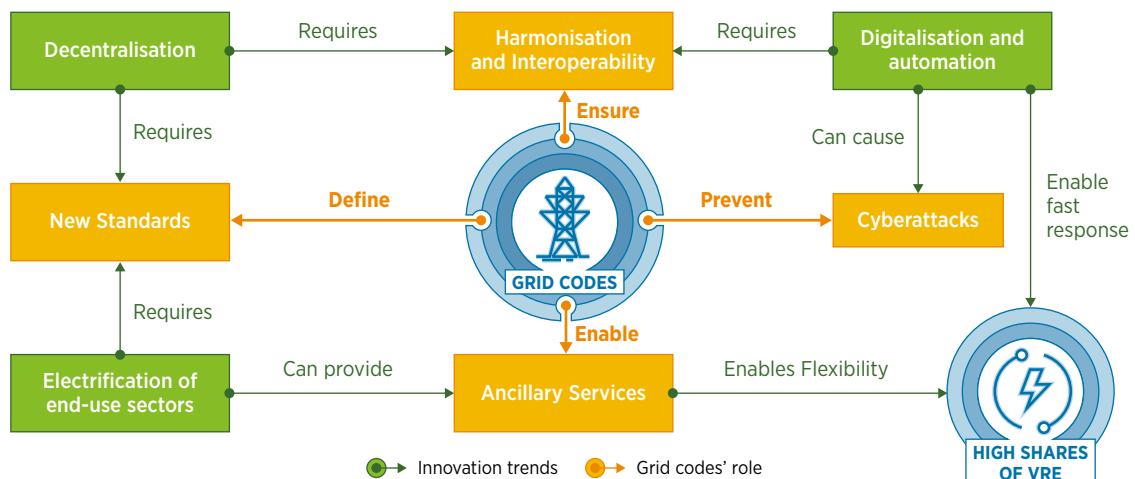 Decentralisation
Requires
Harmonisation
and Interoperability
Requires
Digitalisation and
automation
Ensure
Requires
Can cause
Enable
fast
response
New Standards
Define
GRID CODES
Prevent
Cyberattacks
Requires
Enable
Electrification of
end-use sectors
Can provide
Ancillary Services
Enables Flexibility
HIGH SHARES
OF VRE
Innovation trends
Grid codes' role